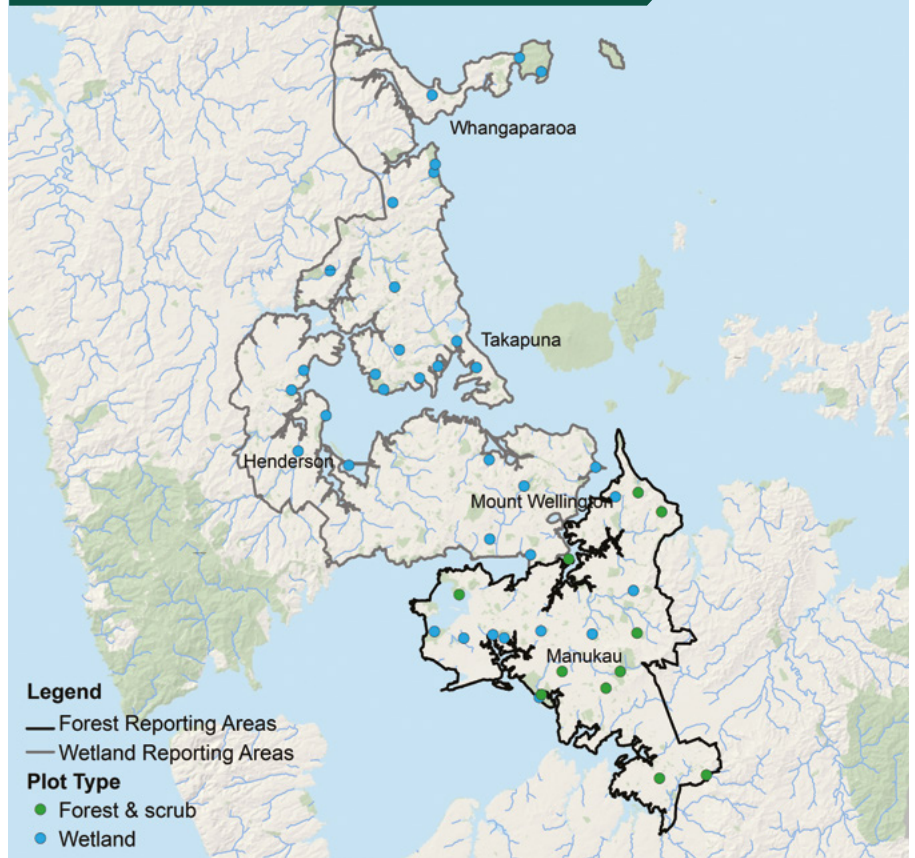 Whangaparaoa
Takapuna
Henderson
Mount Wellington
Manukau
Legend
Forest Reporting Areas
Wetland Reporting Areas
Plot Type
Forest & scrub
Wetland